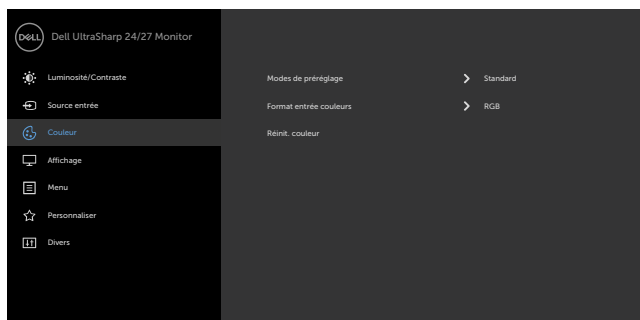 DELL Dell UltraSharp 24/27 Monitor
Luminosité/Contraste
Source entrée
Couleur
Affichage
Menu
Personnaliser
Divers
Modes de préréglage Standard
Format entrée couleurs RGB
Réinit. couleur